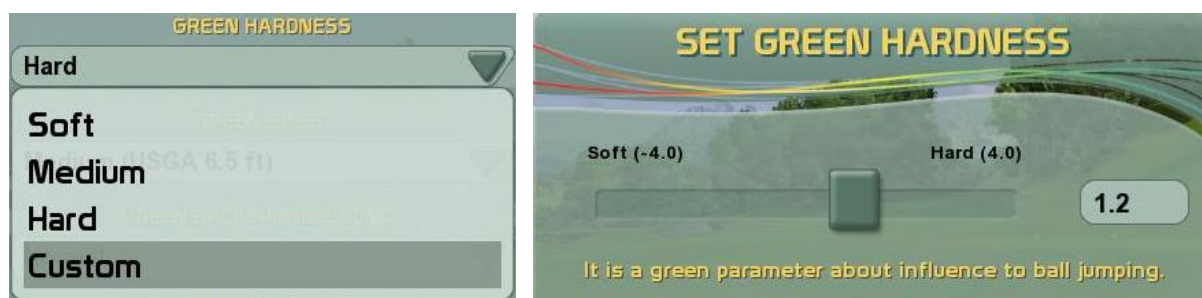 GREEN HARDNESS
Hard
Soft
Medium
Hard
Custom
SET GREEN HARDNESS
Soft (-4.0) Hard (4.0)
1.2
It is a green parameter about influence to ball jumping.